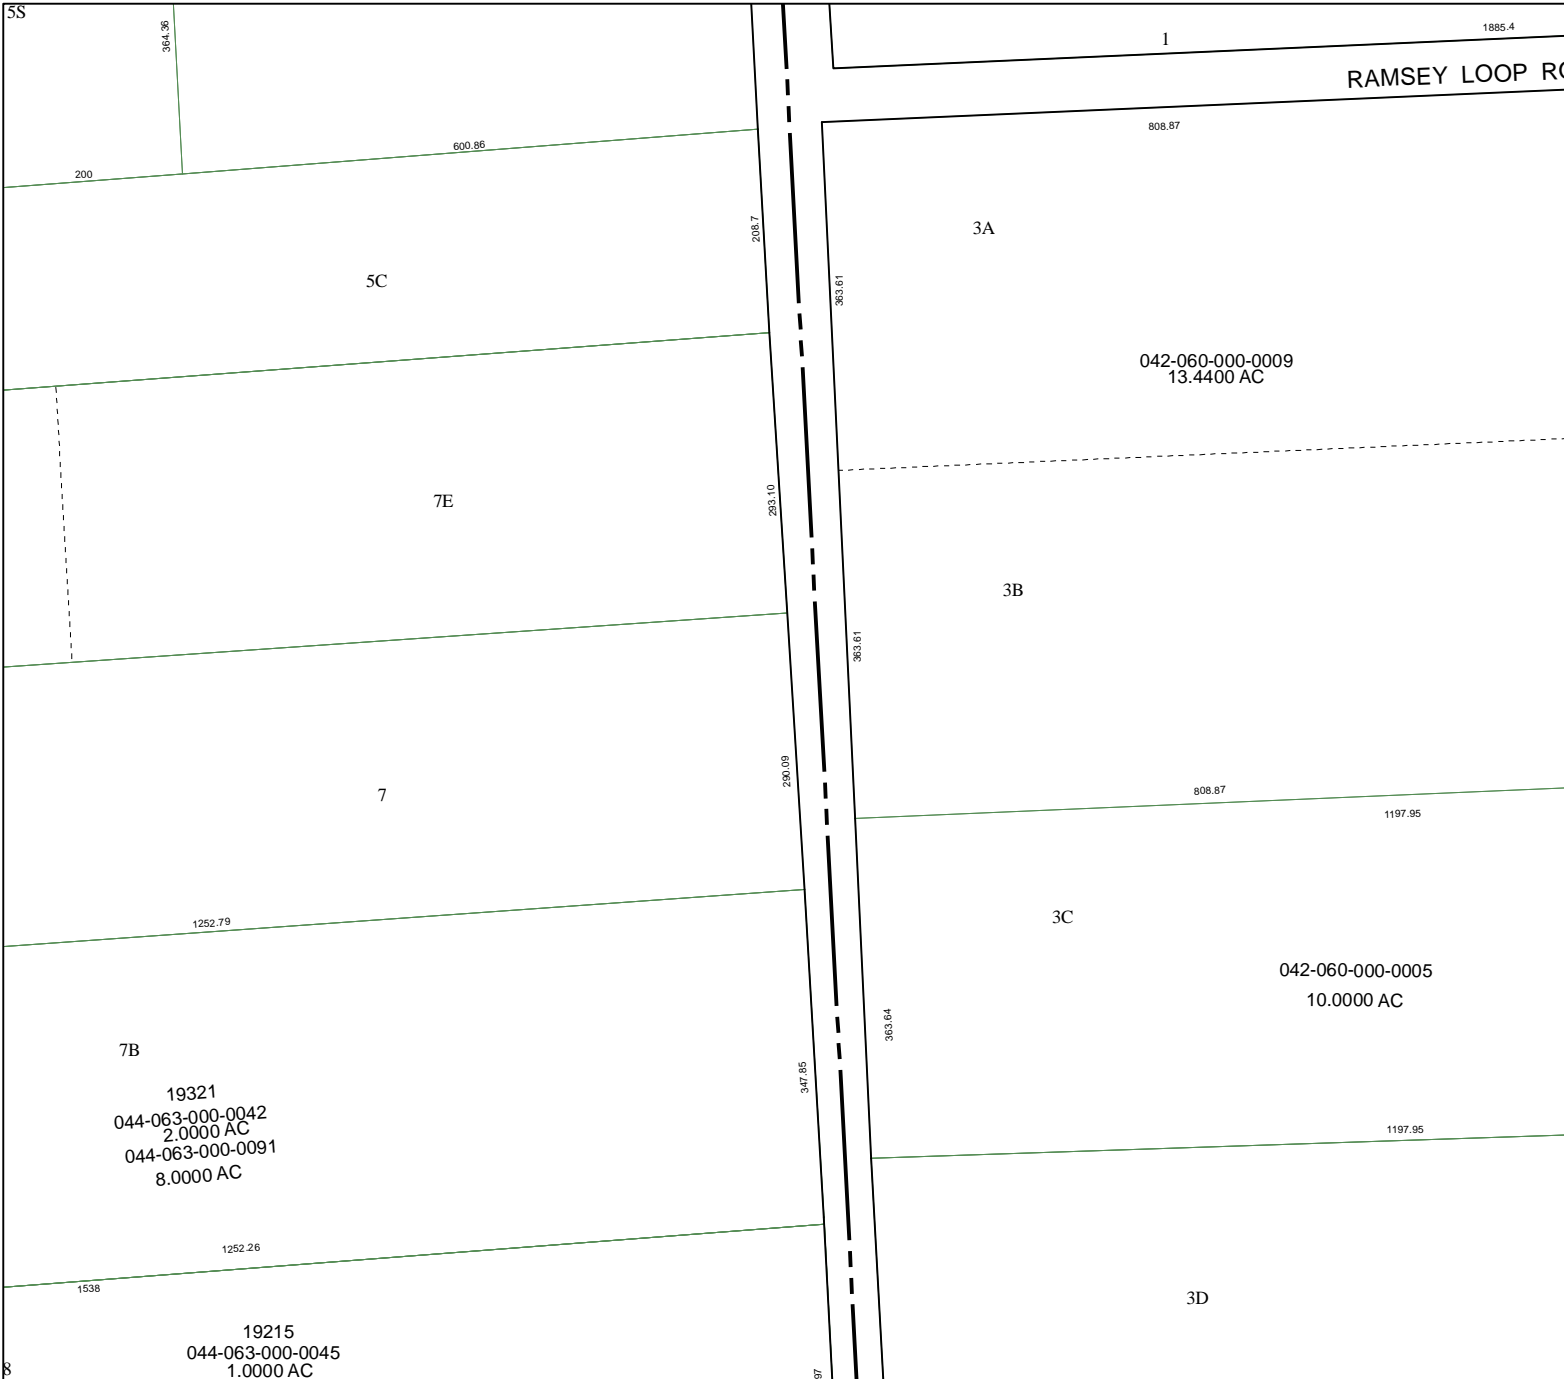 5S
364.36
1
1885.4
RAMSEY LOOP RO
808.87
600.86
200
208.7
3A
5C
363.61
042-060-000-0009
13.4400 AC
7E
293.10
3B
363.61
290.09
7
808.87
1197.95
3C
1252.79
042-060-000-0005
10.0000 AC
363.64
7B
347.85
19321
044-063-000-0042
2.0000 AC
044-063-000-0091
8.0000 AC
1197.95
1252.26
1538
3D
19215
044-063-000-0045
1.0000 AC
8
97